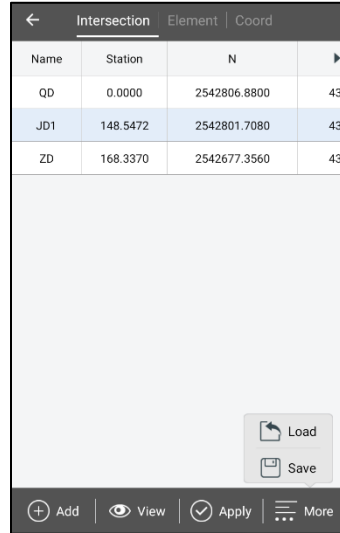 Intersection | Element | Coord
Name Station N
QD 0.0000 2542806.8800 43
JD1 148.5472 2542801.7080 43
ZD 168.3370 2542677.3560 43
Load
Save
Add | View | Apply | More